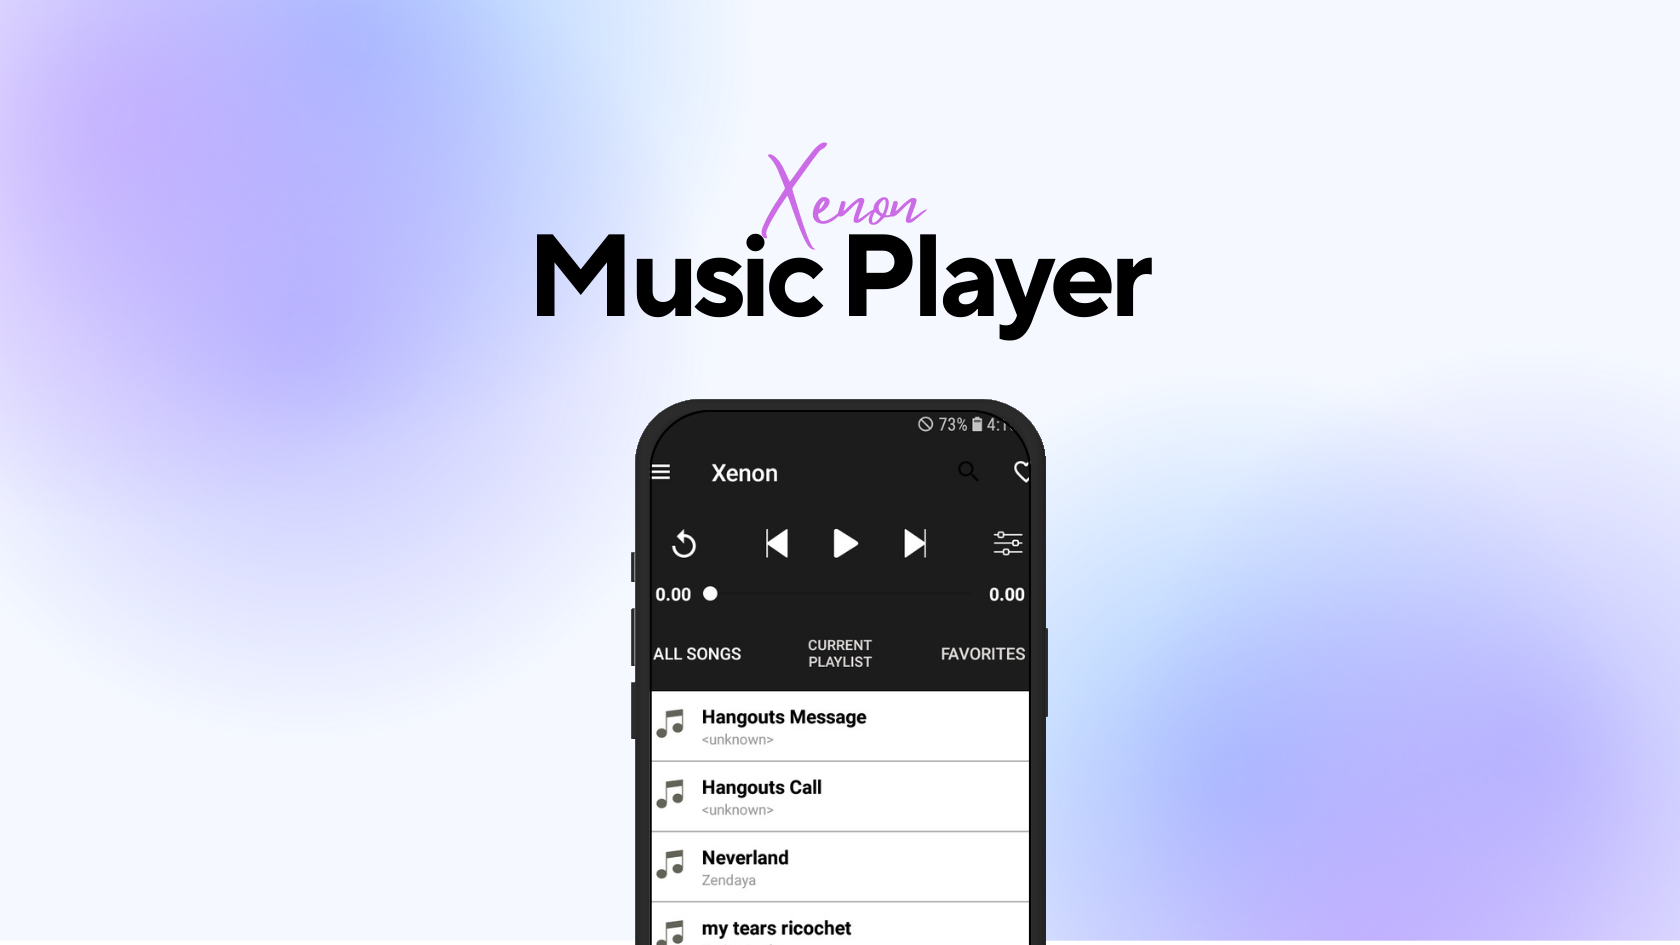 Xenon
Music Player
73% 4:1
Xenon
0.00 0.00
ALL SONGS CURRENT PLAYLIST FAVORITES
Hangouts Message
<unknown>
Hangouts Call
<unknown>
Neverland
Zendaya
my tears ricochet